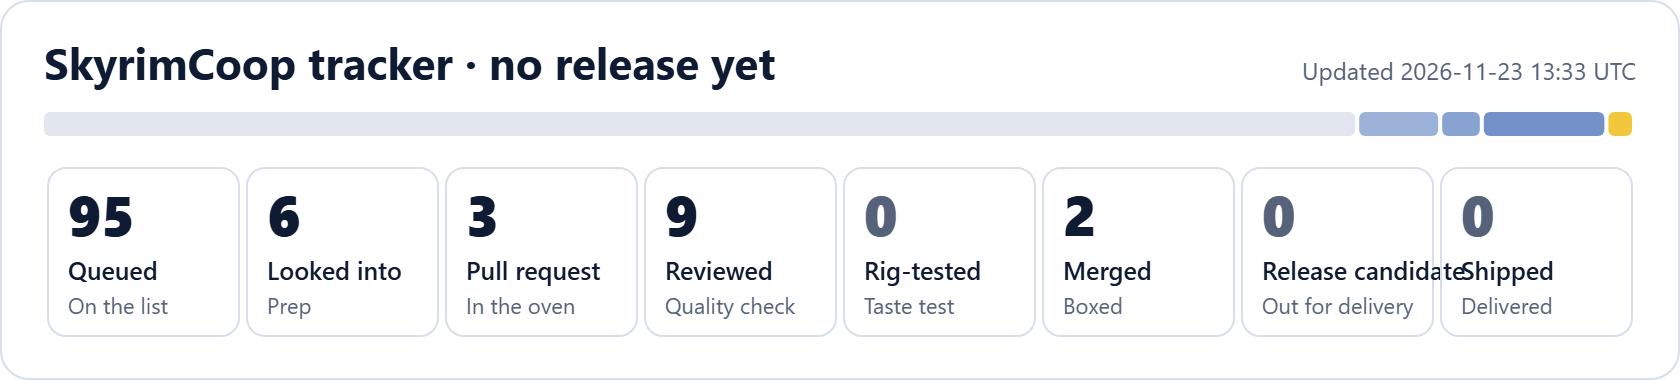 SkyrimCoop tracker · no release yet
Updated 2026-11-23 13:33 UTC
95
Queued
On the list
6
Looked into
Prep
3
Pull request
In the oven
9
Reviewed
Quality check
0
Rig-tested
Taste test
2
Merged
Boxed
0
Release candidate
Out for delivery
0
Shipped
Delivered